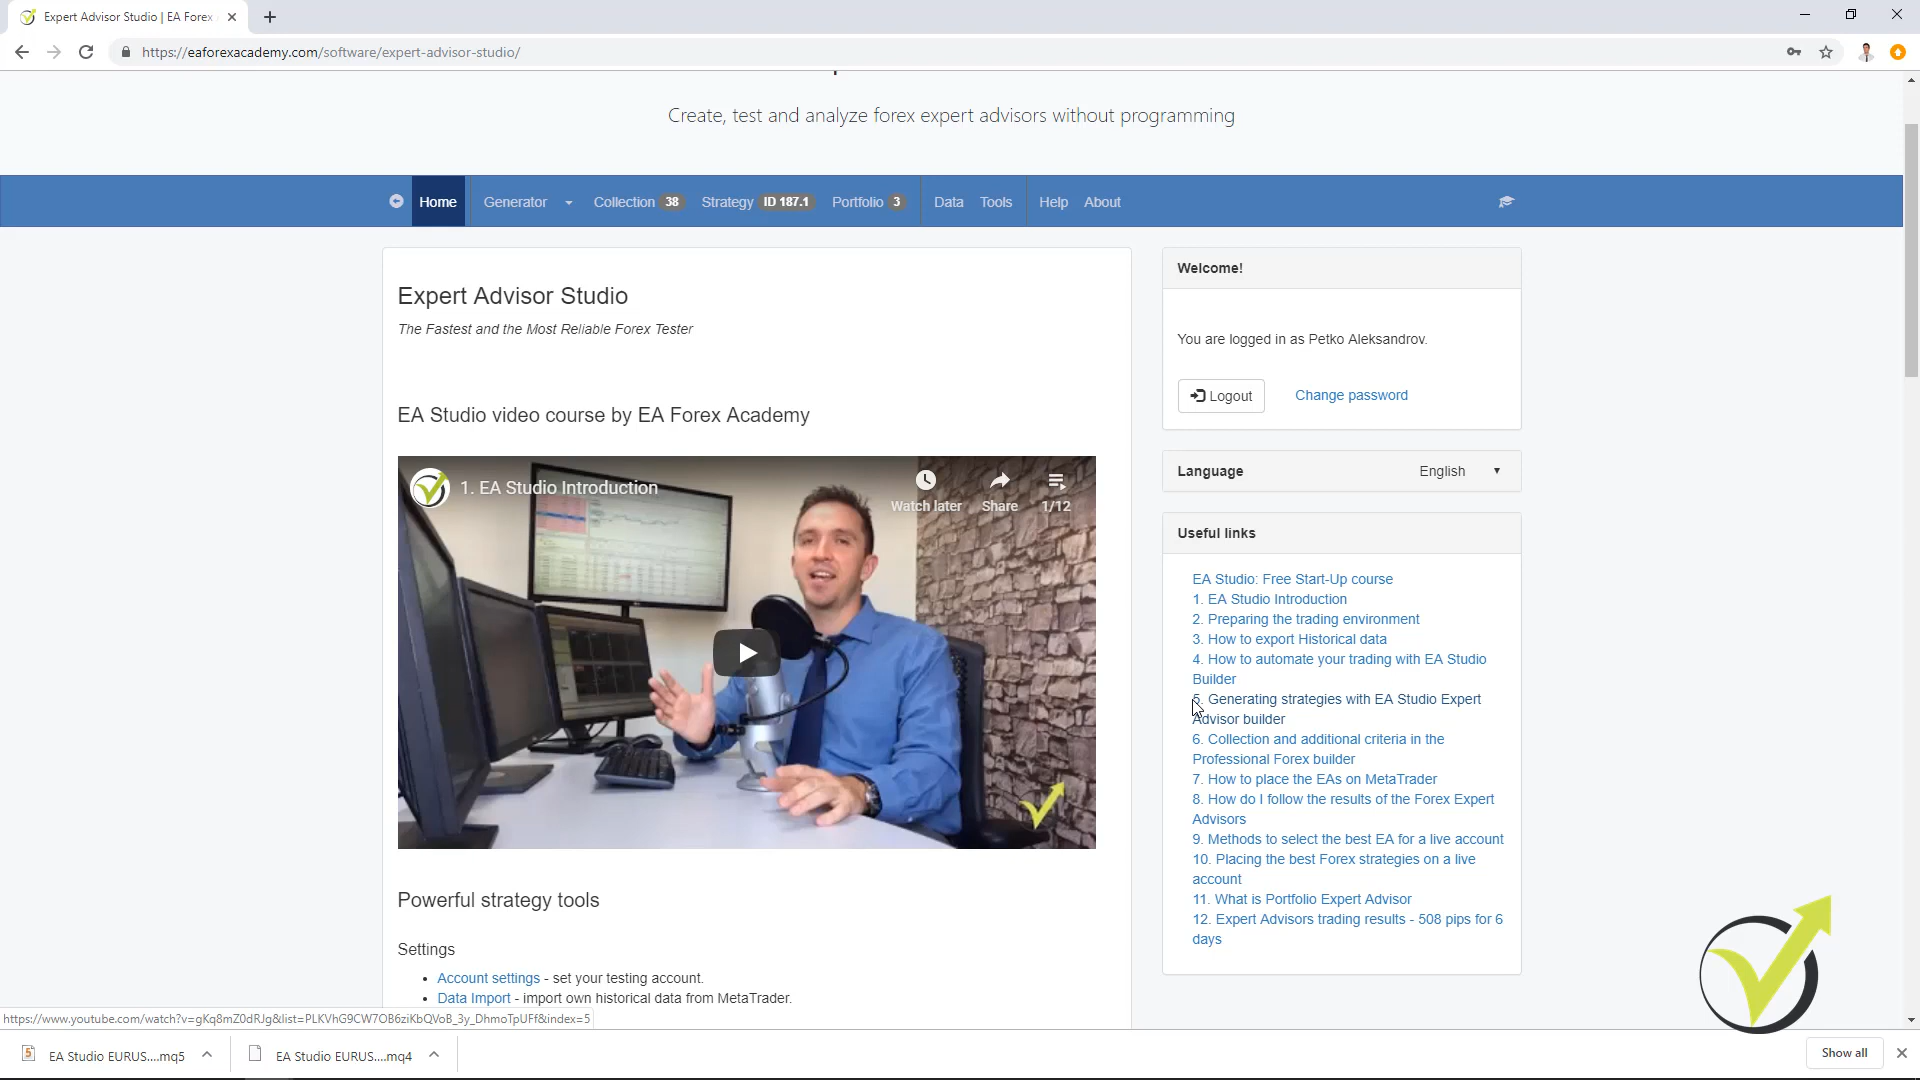 Expert Advisor Studio | EA Forex
https://eaforexacademy.com/software/expert-advisor-studio/
Create, test and analyze forex expert advisors without programming
Home Generator Collection 38 Strategy ID 187.1 Portfolio 3 Data Tools Help About
Expert Advisor Studio
The Fastest and the Most Reliable Forex Tester
EA Studio video course by EA Forex Academy
1. EA Studio Introduction
Watch later Share 1/12
Powerful strategy tools
Settings
• Account settings - set your testing account.
• Data Import - import own historical data from MetaTrader.
Welcome!
You are logged in as Petko Aleksandrov.
Logout Change password
Language English
Useful links
EA Studio: Free Start-Up course
1. EA Studio Introduction
2. Preparing the trading environment
3. How to export Historical data
4. How to automate your trading with EA Studio
Builder
5. Generating strategies with EA Studio Expert
Advisor builder
6. Collection and additional criteria in the
Professional Forex builder
7. How to place the EAs on MetaTrader
8. How do I follow the results of the Forex Expert
Advisors
9. Methods to select the best EA for a live account
10. Placing the best Forex strategies on a live
account
11. What is Portfolio Expert Advisor
12. Expert Advisors trading results - 508 pips for 6
days
https://www.youtube.com/watch?v=gKq8mZ0dRJg&list=PLKVhG9CW7OB6ziKbQVoB_3y_DhmoTpUFf&index=5
EA Studio EURUS....mq5 EA Studio EURUS....mq4 Show all